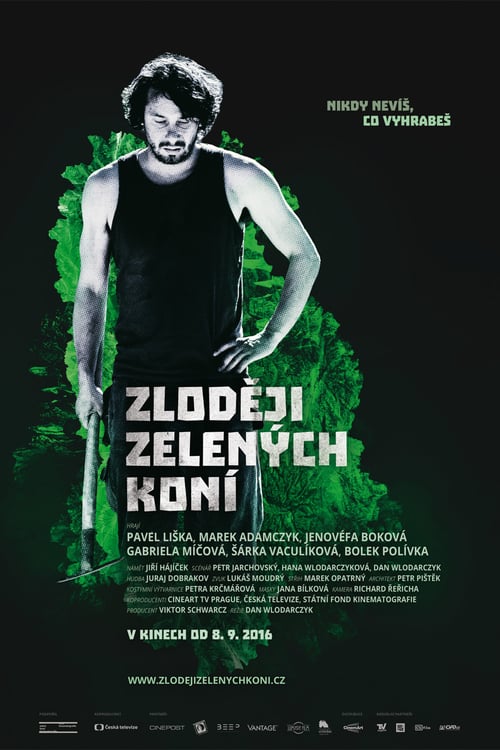 NIKDY NEVÍŠ,
CO VYHRABEŠ
ZLODĚJI
ZELENÝCH
KONÍ
HRAJÍ
PAVEL LIŠKA, MAREK ADAMCZYK, JENOVÉFA BOKOVÁ
GABRIELA MÍČOVÁ, ŠÁRKA VACULÍKOVÁ, BOLEK POLÍVKA
NÁMĚT JIŘÍ HÁJÍČEK SCÉNÁŘ PETR JARCHOVSKÝ, HANA WLODARCZYKOVÁ, DAN WLODARCZYK
HUDBA JURAJ DOBRAKOV ZVUK LUKÁŠ MOUDRÝ STŘIH MAREK OPATRNÝ ARCHITEKT PETR PIŠTĚK
KOSTÝMNÍ VÝTVARNICE PETRA KRČMÁŘOVÁ MASKY JANA BÍLKOVÁ KAMERA RICHARD ŘEŘICHA
KOPRODUCENTI CINEART TV PRAGUE, ČESKÁ TELEVIZE, STÁTNÍ FOND KINEMATOGRAFIE
PRODUCENT VIKTOR SCHWARCZ REŽIE DAN WLODARCZYK
V KINECH OD 8. 9. 2016
WWW.ZLODEJIZELENYCHKONI.CZ
Česká televize CINEPOST BEEP VANTAGE